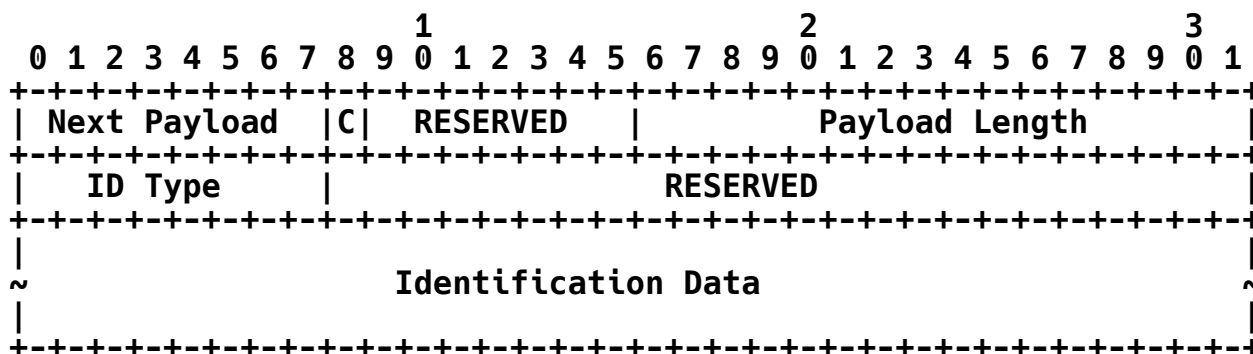 1                   2                   3
 0 1 2 3 4 5 6 7 8 9 0 1 2 3 4 5 6 7 8 9 0 1 2 3 4 5 6 7 8 9 0 1
+-+-+-+-+-+-+-+-+-+-+-+-+-+-+-+-+-+-+-+-+-+-+-+-+-+-+-+-+-+-+-+-+
| Next Payload  |C|  RESERVED   |         Payload Length        |
+-+-+-+-+-+-+-+-+-+-+-+-+-+-+-+-+-+-+-+-+-+-+-+-+-+-+-+-+-+-+-+-+
|   ID Type     |                 RESERVED                      |
+-+-+-+-+-+-+-+-+-+-+-+-+-+-+-+-+-+-+-+-+-+-+-+-+-+-+-+-+-+-+-+-+
|                                                               |
~                   Identification Data                         ~
|                                                               |
+-+-+-+-+-+-+-+-+-+-+-+-+-+-+-+-+-+-+-+-+-+-+-+-+-+-+-+-+-+-+-+-+